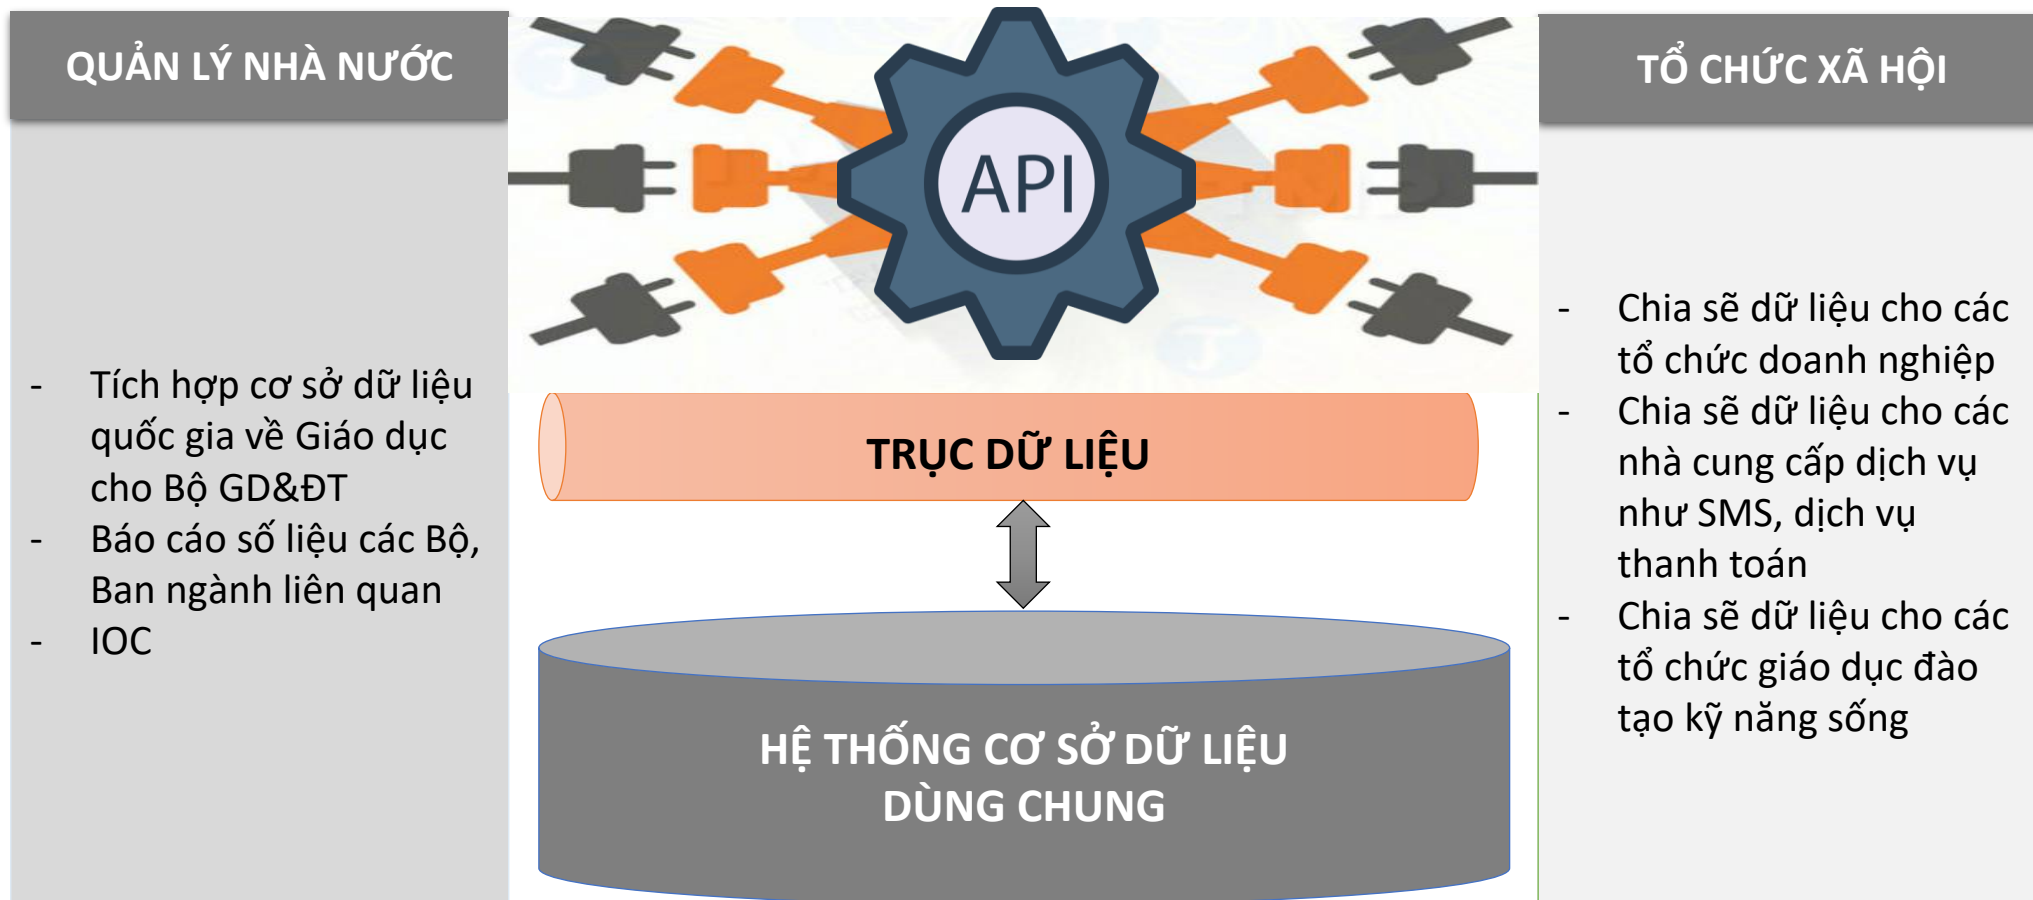 QUẢN LÝ NHÀ NƯỚC
- Tích hợp cơ sở dữ liệu
quốc gia về Giáo dục
cho Bộ GD&ĐT
- Báo cáo số liệu các Bộ,
Ban ngành liên quan
- IOC
API
TRỤC DỮ LIỆU
HỆ THỐNG CƠ SỞ DỮ LIỆU
DÙNG CHUNG
TỔ CHỨC XÃ HỘI
- Chia sẽ dữ liệu cho các
tổ chức doanh nghiệp
- Chia sẽ dữ liệu cho các
nhà cung cấp dịch vụ
như SMS, dịch vụ
thanh toán
- Chia sẽ dữ liệu cho các
tổ chức giáo dục đào
tạo kỹ năng sống